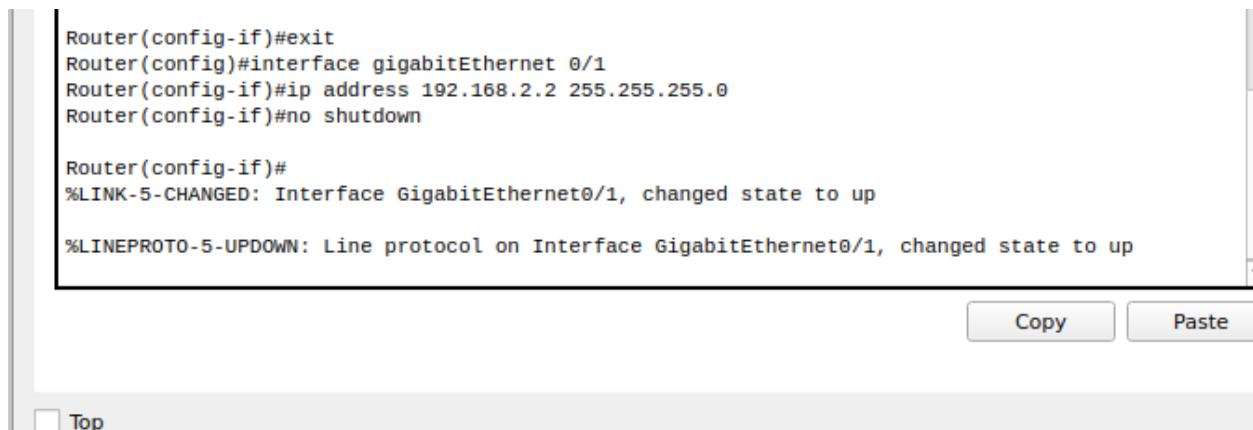 Router(config-if)#exit
Router(config)#interface gigabitEthernet 0/1
Router(config-if)#ip address 192.168.2.2 255.255.255.0
Router(config-if)#no shutdown
Router(config-if)#
%LINK-5-CHANGED: Interface GigabitEthernet0/1, changed state to up
%LINEPROTO-5-UPDOWN: Line protocol on Interface GigabitEthernet0/1, changed state to up
Copy Paste
Top